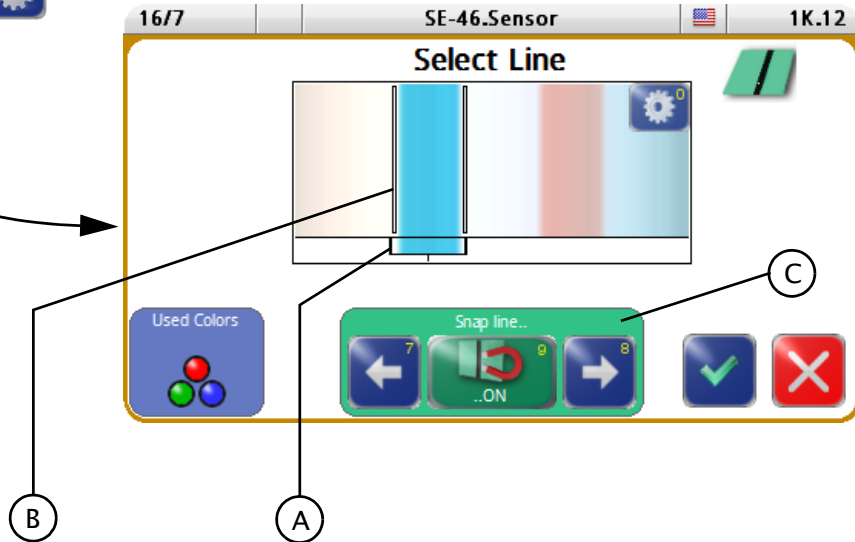 16/7 SE-46.Sensor 1K.12
Select Line
0
C
Used Colors
Snap line..
7 9 8
..ON
B A